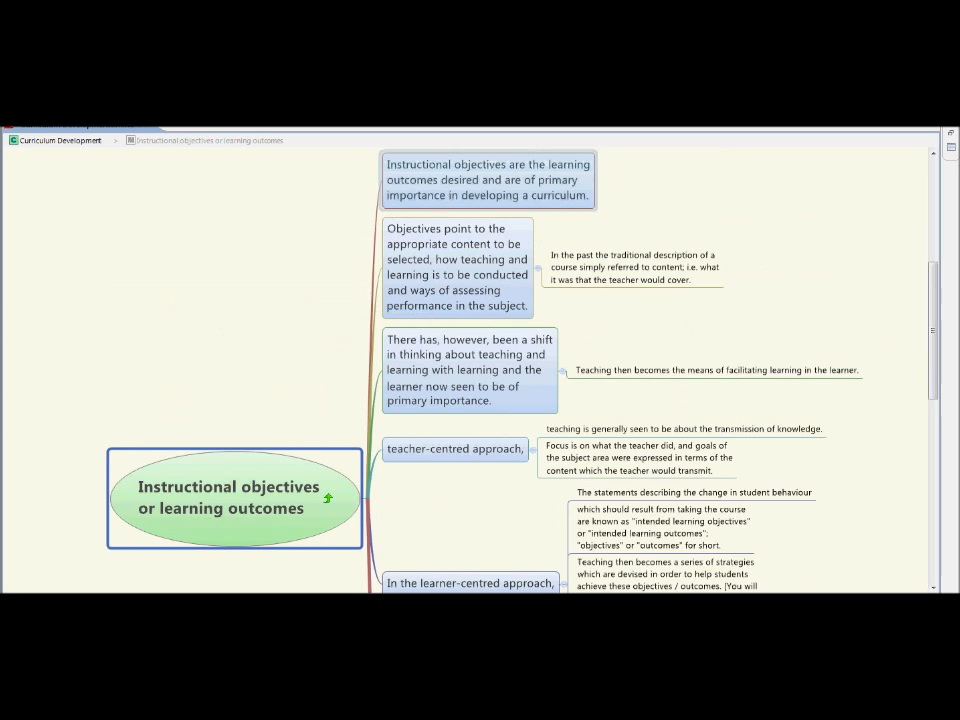 Curriculum Development > Instructional objectives or learning outcomes
Instructional objectives are the learning
outcomes desired and are of primary
importance in developing a curriculum.
Objectives point to the
appropriate content to be
selected, how teaching and
learning is to be conducted
and ways of assessing
performance in the subject.
In the past the traditional description of a
course simply referred to content; i.e. what
it was that the teacher would cover.
There has, however, been a shift
in thinking about teaching and
learning with learning and the
learner now seen to be of
primary importance.
Teaching then becomes the means of facilitating learning in the learner.
teacher-centred approach,
teaching is generally seen to be about the transmission of knowledge.
Focus is on what the teacher did, and goals of
the subject area were expressed in terms of the
content which the teacher would transmit.
Instructional objectives
or learning outcomes
In the learner-centred approach,
The statements describing the change in student behaviour
which should result from taking the course
are known as "intended learning objectives"
or "intended learning outcomes";
"objectives" or "outcomes" for short.
Teaching then becomes a series of strategies
which are devised in order to help students
achieve these objectives / outcomes. [You will